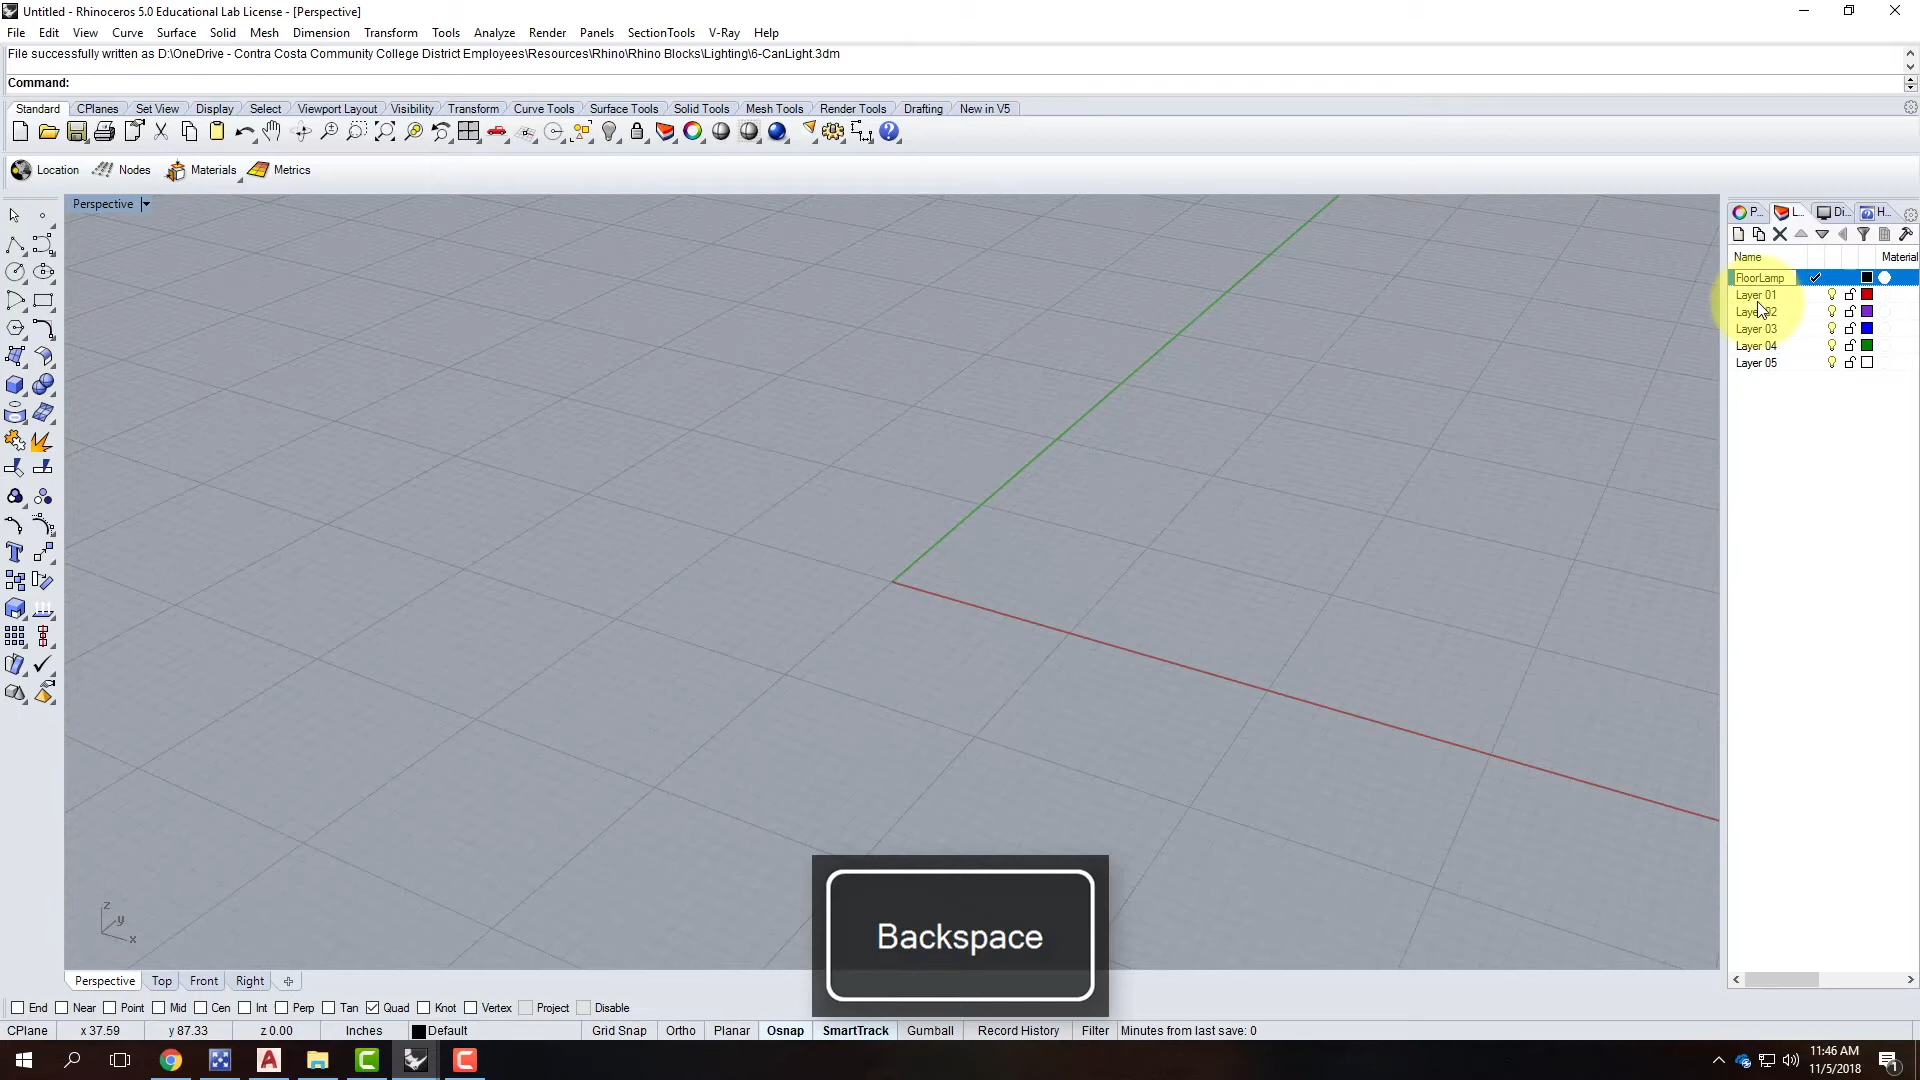 Untitled - Rhinoceros 5.0 Educational Lab License - [Perspective]
File Edit View Curve Surface Solid Mesh Dimension Transform Tools Analyze Render Panels SectionTools V-Ray Help
File successfully written as D:\OneDrive - Contra Costa Community College District Employees\Resources\Rhino\Rhino Blocks\Lighting\6-CanLight.3dm
Command:
Standard CPlanes Set View Display Select Viewport Layout Visibility Transform Curve Tools Surface Tools Solid Tools Mesh Tools Render Tools Drafting New in V5
Location Nodes Materials Metrics
Perspective
P... L... Di... H...
Name Material
FloorLamp
Layer 01
Layer 02
Layer 03
Layer 04
Layer 05
z
y
x
Backspace
Perspective Top Front Right
End Near Point Mid Cen Int Perp Tan Quad Knot Vertex Project Disable
CPlane x 37.59 y 87.33 z 0.00 Inches Default Grid Snap Ortho Planar Osnap SmartTrack Gumball Record History Filter Minutes from last save: 0
11:46 AM
11/5/2018
1